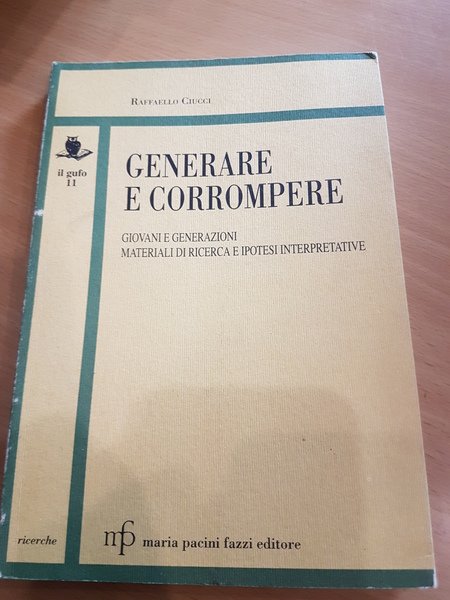 RAFFAELLO CIUCCI
il gufo
11
GENERARE
E CORROMPERE
GIOVANI E GENERAZIONI
MATERIALI DI RICERCA E IPOTESI INTERPRETATIVE
ricerche
mpf maria pacini fazzi editore